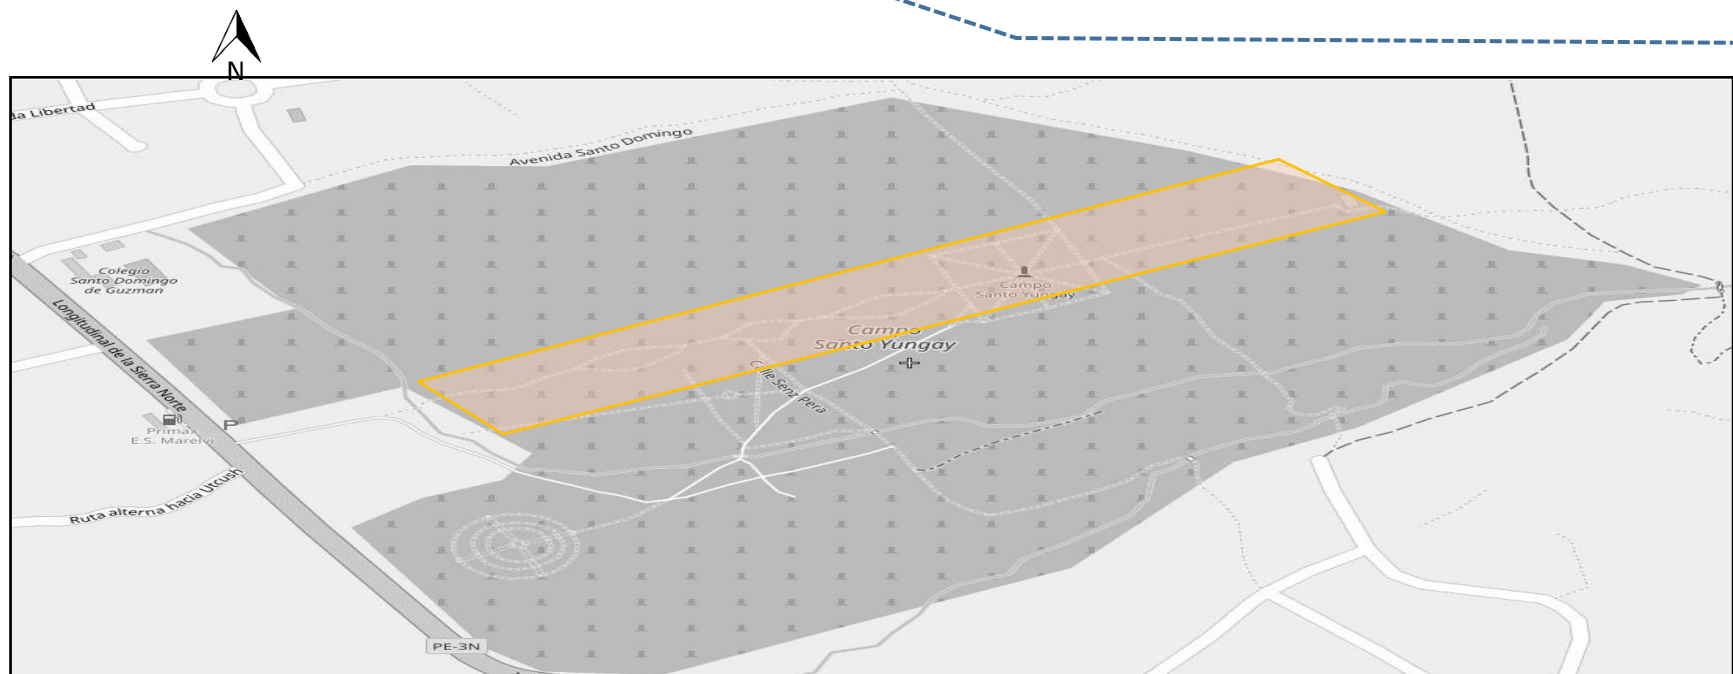 N
da Libertad
Avenida Santo Domingo
Colegio
Santo Domingo
de Guzman
Longitudinal de la Sierra Norte
Campo
Santo Yungay
Campo
Santo Yungay
Calle Senz Pera
P
Primax
E.S. Marelvi
Ruta alterna hacia Utcush
PE-3N